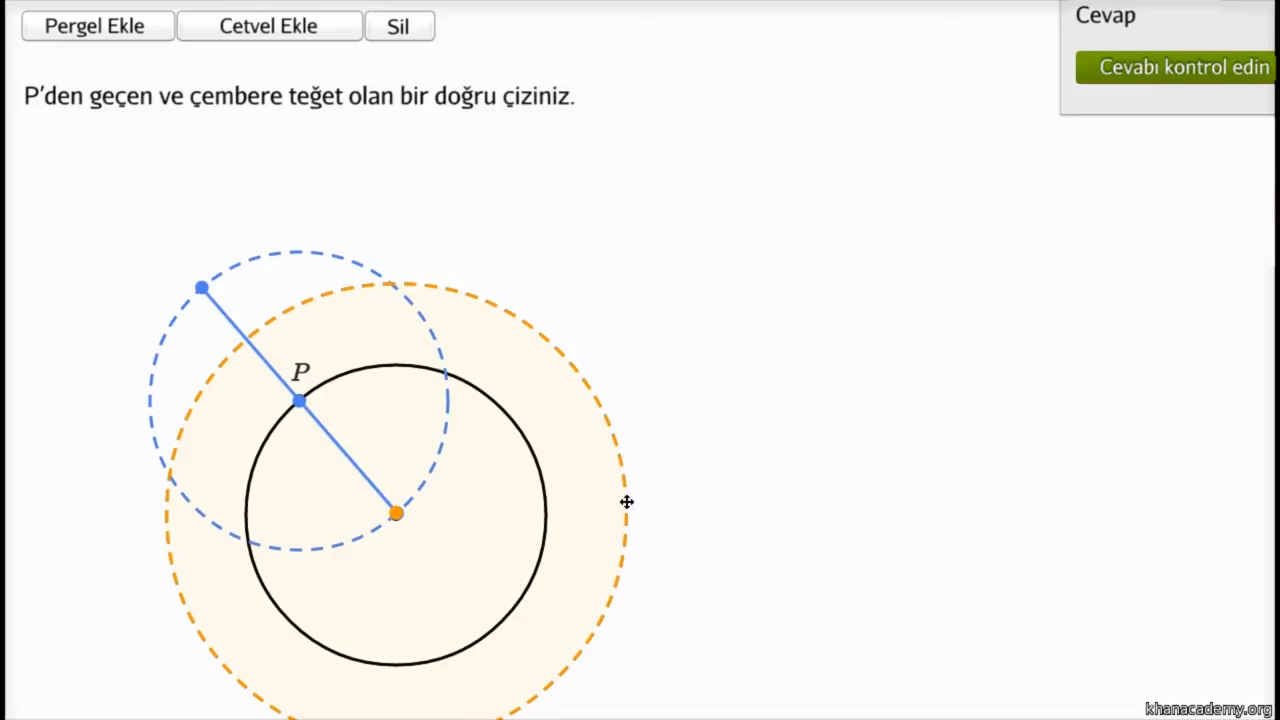 Pergel Ekle Cetvel Ekle Sil
Cevap
Cevabı kontrol edin
P'den geçen ve çembere teğet olan bir doğru çiziniz.
P
khanacademy.org